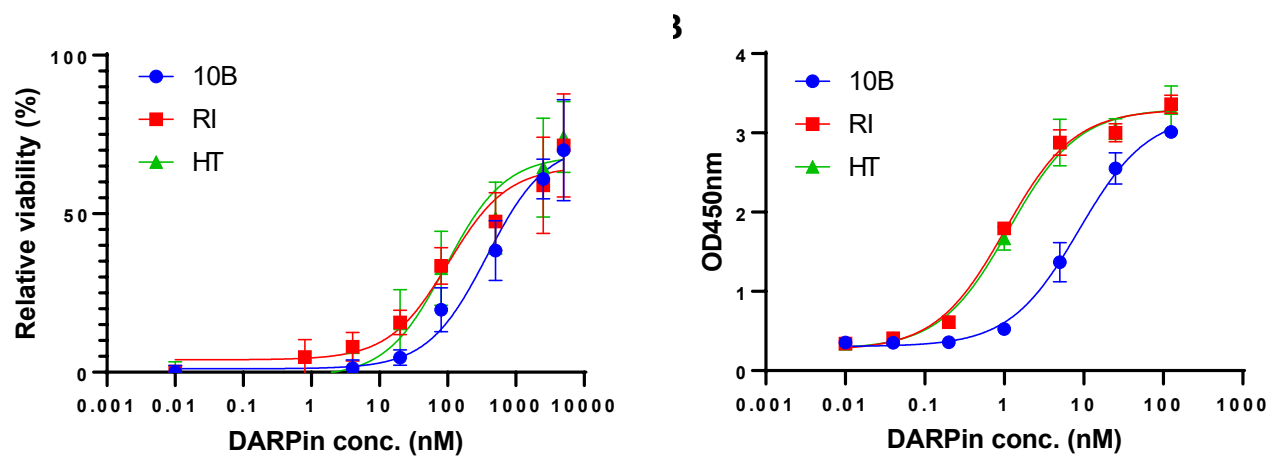 100
50
0
Relative viability (%)
10B
RI
HT
0.001 0.01 0.1 1 10 100 1000 10000
DARPin conc. (nM)
4
3
2
1
0
OD450nm
10B
RI
HT
0.001 0.01 0.1 1 10 100 1000
DARPin conc. (nM)